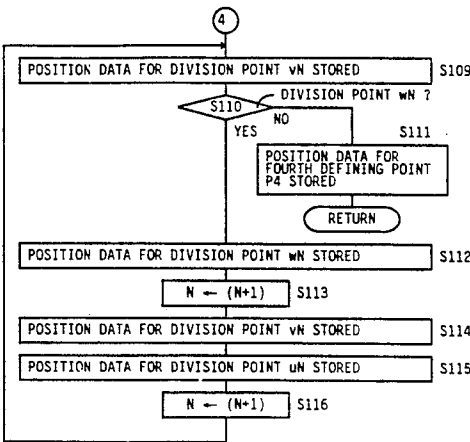 4
POSITION DATA FOR DIVISION POINT vN STORED S109
DIVISION POINT wN ?
S110
NO
YES
S111
POSITION DATA FOR
FOURTH DEFINING POINT
P4 STORED
RETURN
POSITION DATA FOR DIVISION POINT wN STORED S112
N ← (N+1) S113
POSITION DATA FOR DIVISION POINT vN STORED S114
POSITION DATA FOR DIVISION POINT uN STORED S115
N ← (N+1) S116